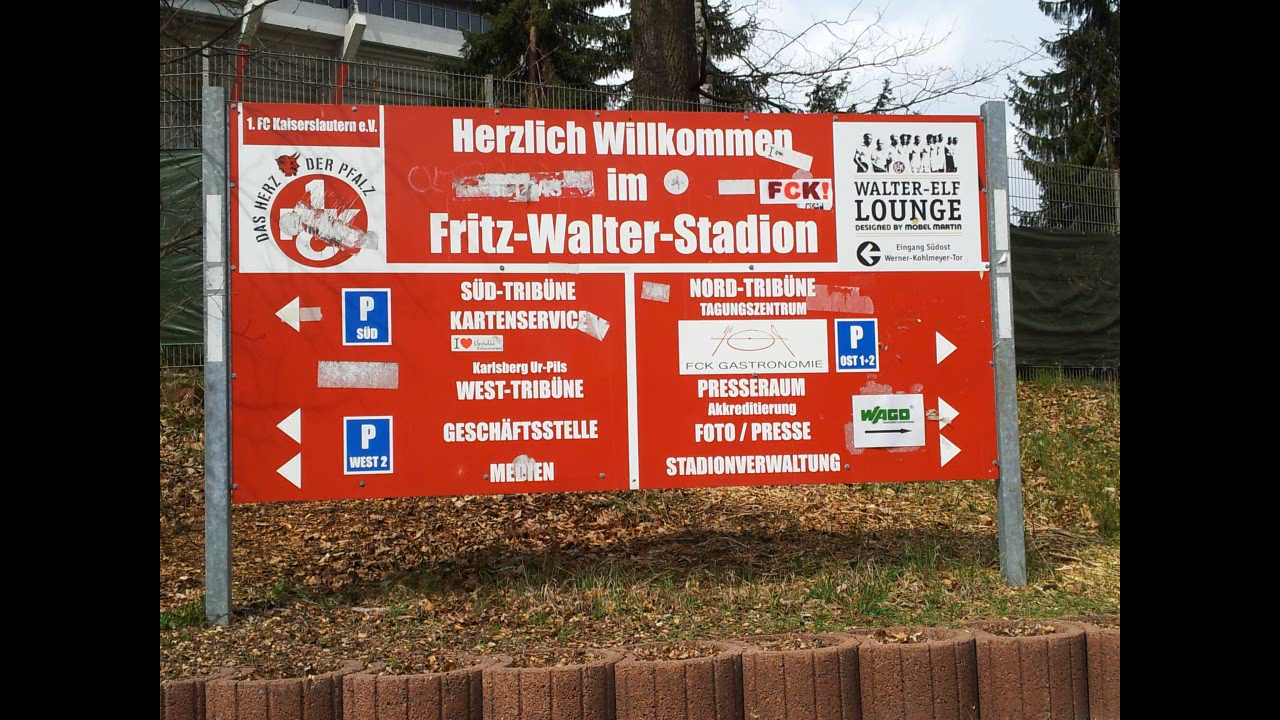 1. FC Kaiserslautern e.V.
DAS HERZ DER PFALZ
1.
FCK
Herzlich Willkommen
im
FCK!
Fritz-Walter-Stadion
WALTER-ELF
LOUNGE
DESIGNED BY MÖBEL MARTIN
Eingang Südost
Werner-Kohlmeyer-Tor
P
SÜD
SÜD-TRIBÜNE
KARTENSERVICE
I
Karlsberg Ur-Pils
WEST-TRIBÜNE
P
WEST 2
GESCHÄFTSSTELLE
MEDIEN
NORD-TRIBÜNE
TAGUNGSZENTRUM
FCK GASTRONOMIE
P
OST 1+2
PRESSERAUM
Akkreditierung
FOTO / PRESSE
WAGO
STADIONVERWALTUNG